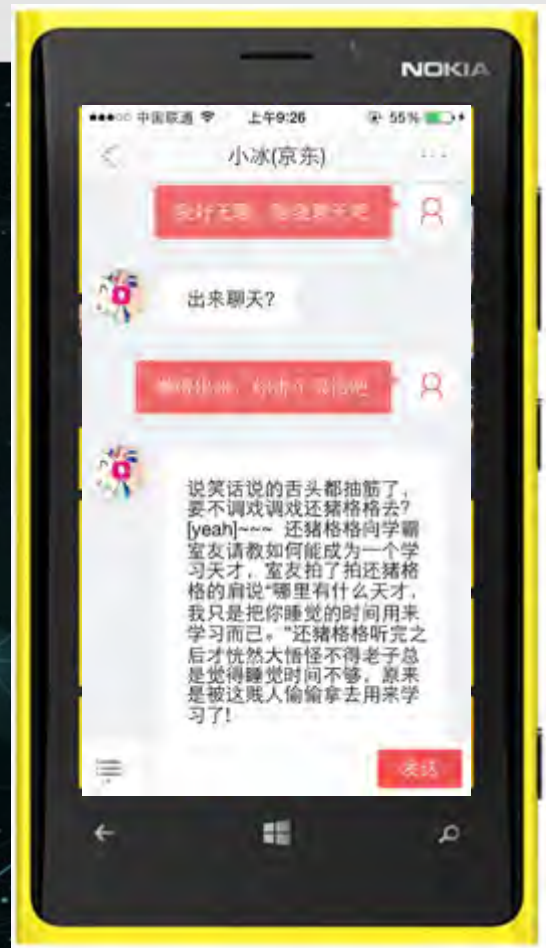 NOKIA
中国联通 上午9:26 55%
小冰(京东)
出来聊天?
说笑话说的舌头都抽筋了,
要不调戏调戏还猪格格去?
[yeah]~~~ 还猪格格向学霸
室友请教如何能成为一个学
习天才，室友拍了拍还猪格
格的肩说“哪里有什么天才，
我只是把你睡觉的时间用来
学习而已。”还猪格格听完之
后才恍然大悟怪不得老子总
是觉得睡觉时间不够，原来
是被这贱人偷偷拿去用来学
习了!
发送